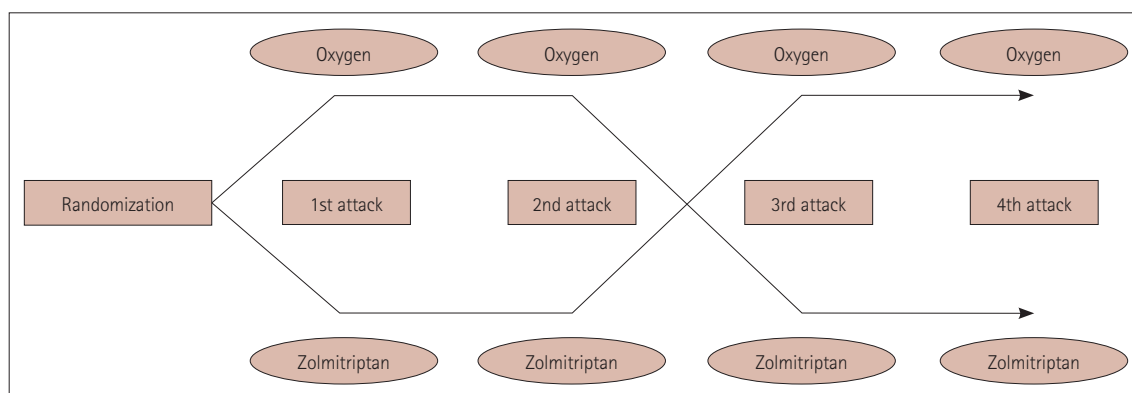 Oxygen Oxygen Oxygen Oxygen
Randomization 1st attack 2nd attack 3rd attack 4th attack
Zolmitriptan Zolmitriptan Zolmitriptan Zolmitriptan